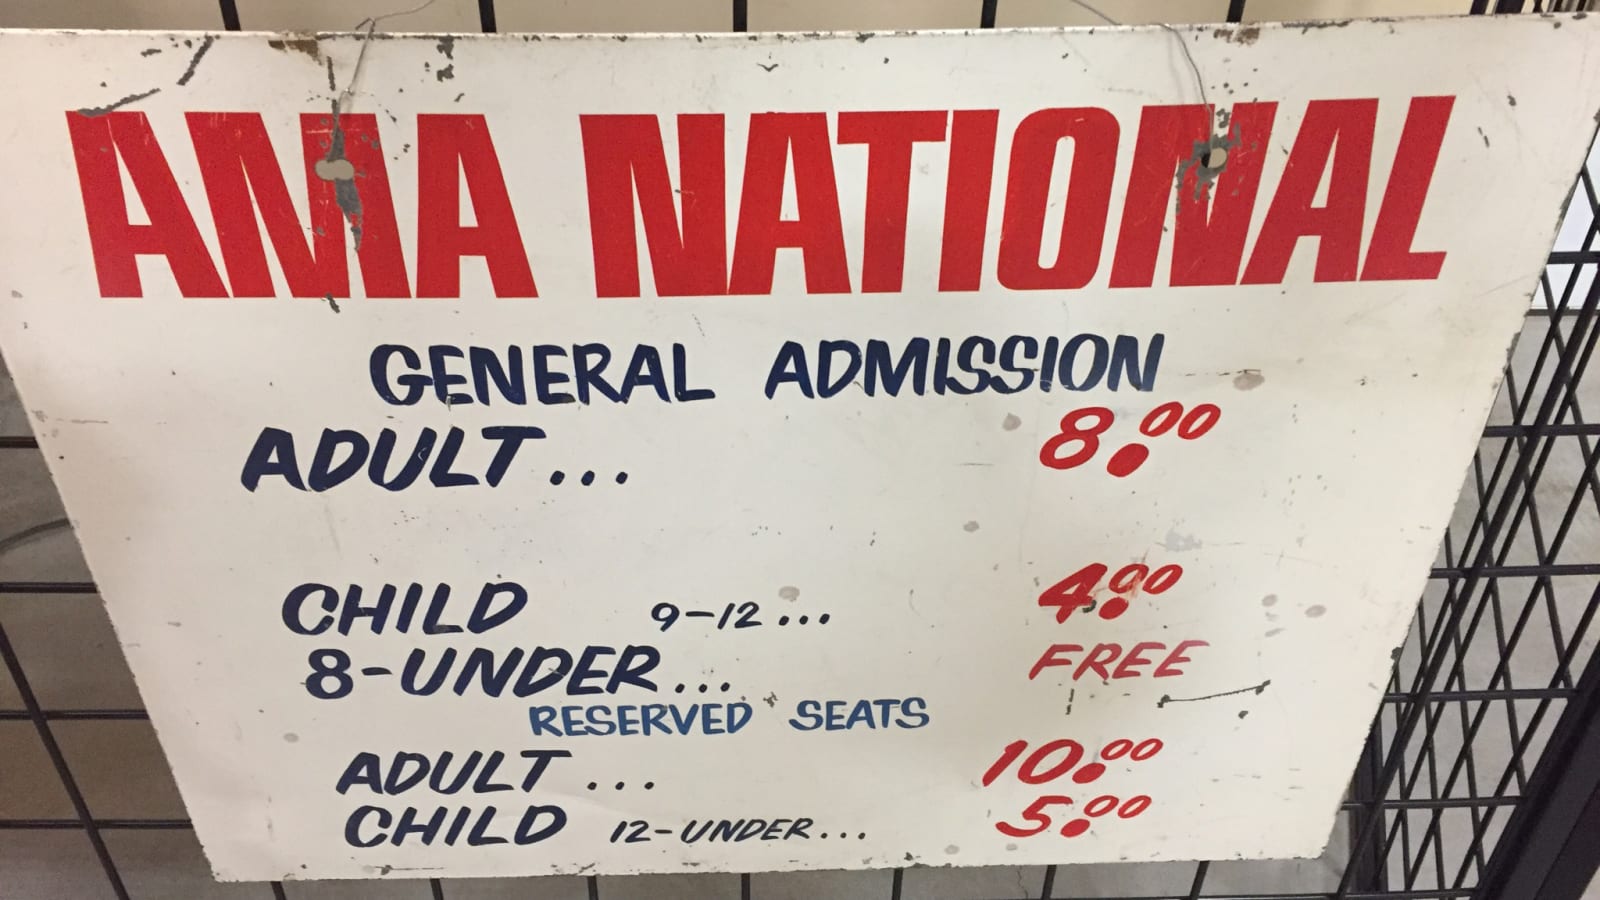 AMA NATIONAL
GENERAL ADMISSION
ADULT... 8.00
CHILD 9-12... 4.00
8-UNDER... FREE
RESERVED SEATS
ADULT... 10.00
CHILD 12-UNDER... 5.00